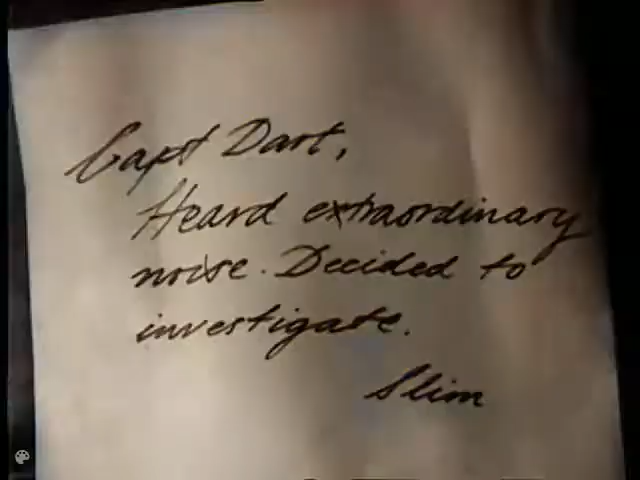 Capt Dart,
Heard extraordinary
noise. Decided to
investigate.
Slim